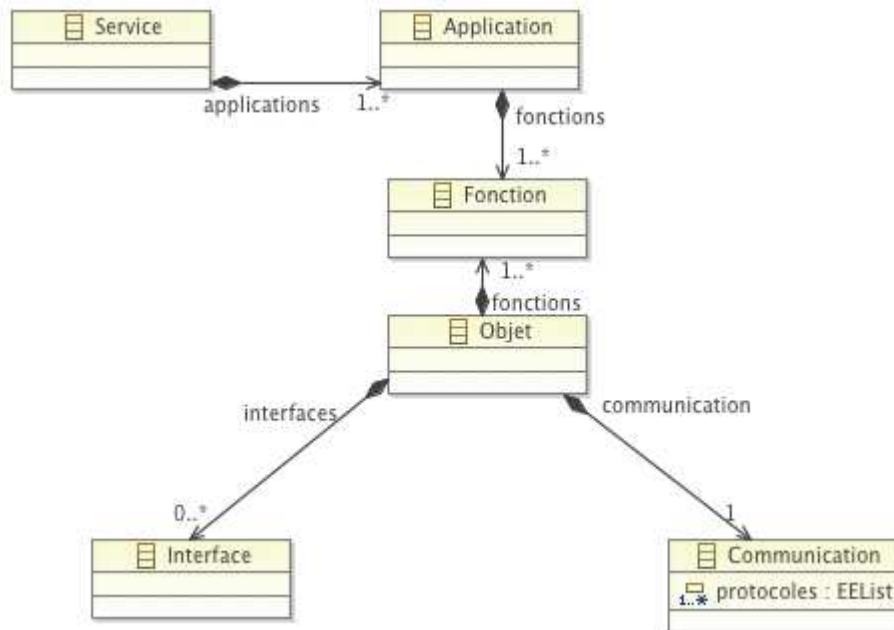 Service
Application
applications
1..*
fonctions
1..*
Fonction
1..*
fonctions
Objet
interfaces
communication
0..*
1
Interface
Communication
1..* protocoles : EEList